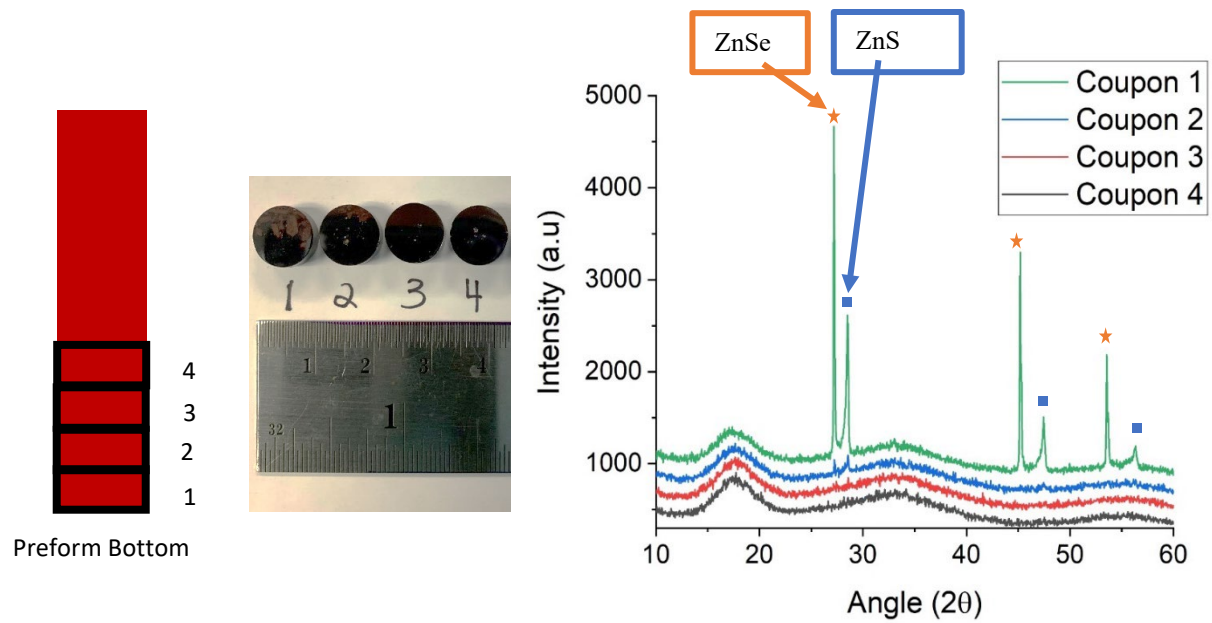 4
3
2
1
Preform Bottom
1 2 3 4
1 2 3 4
1
32
ZnSe
ZnS
Coupon 1
Coupon 2
Coupon 3
Coupon 4
5000
4000
3000
2000
1000
Intensity (a.u)
10 20 30 40 50 60
Angle (2θ)